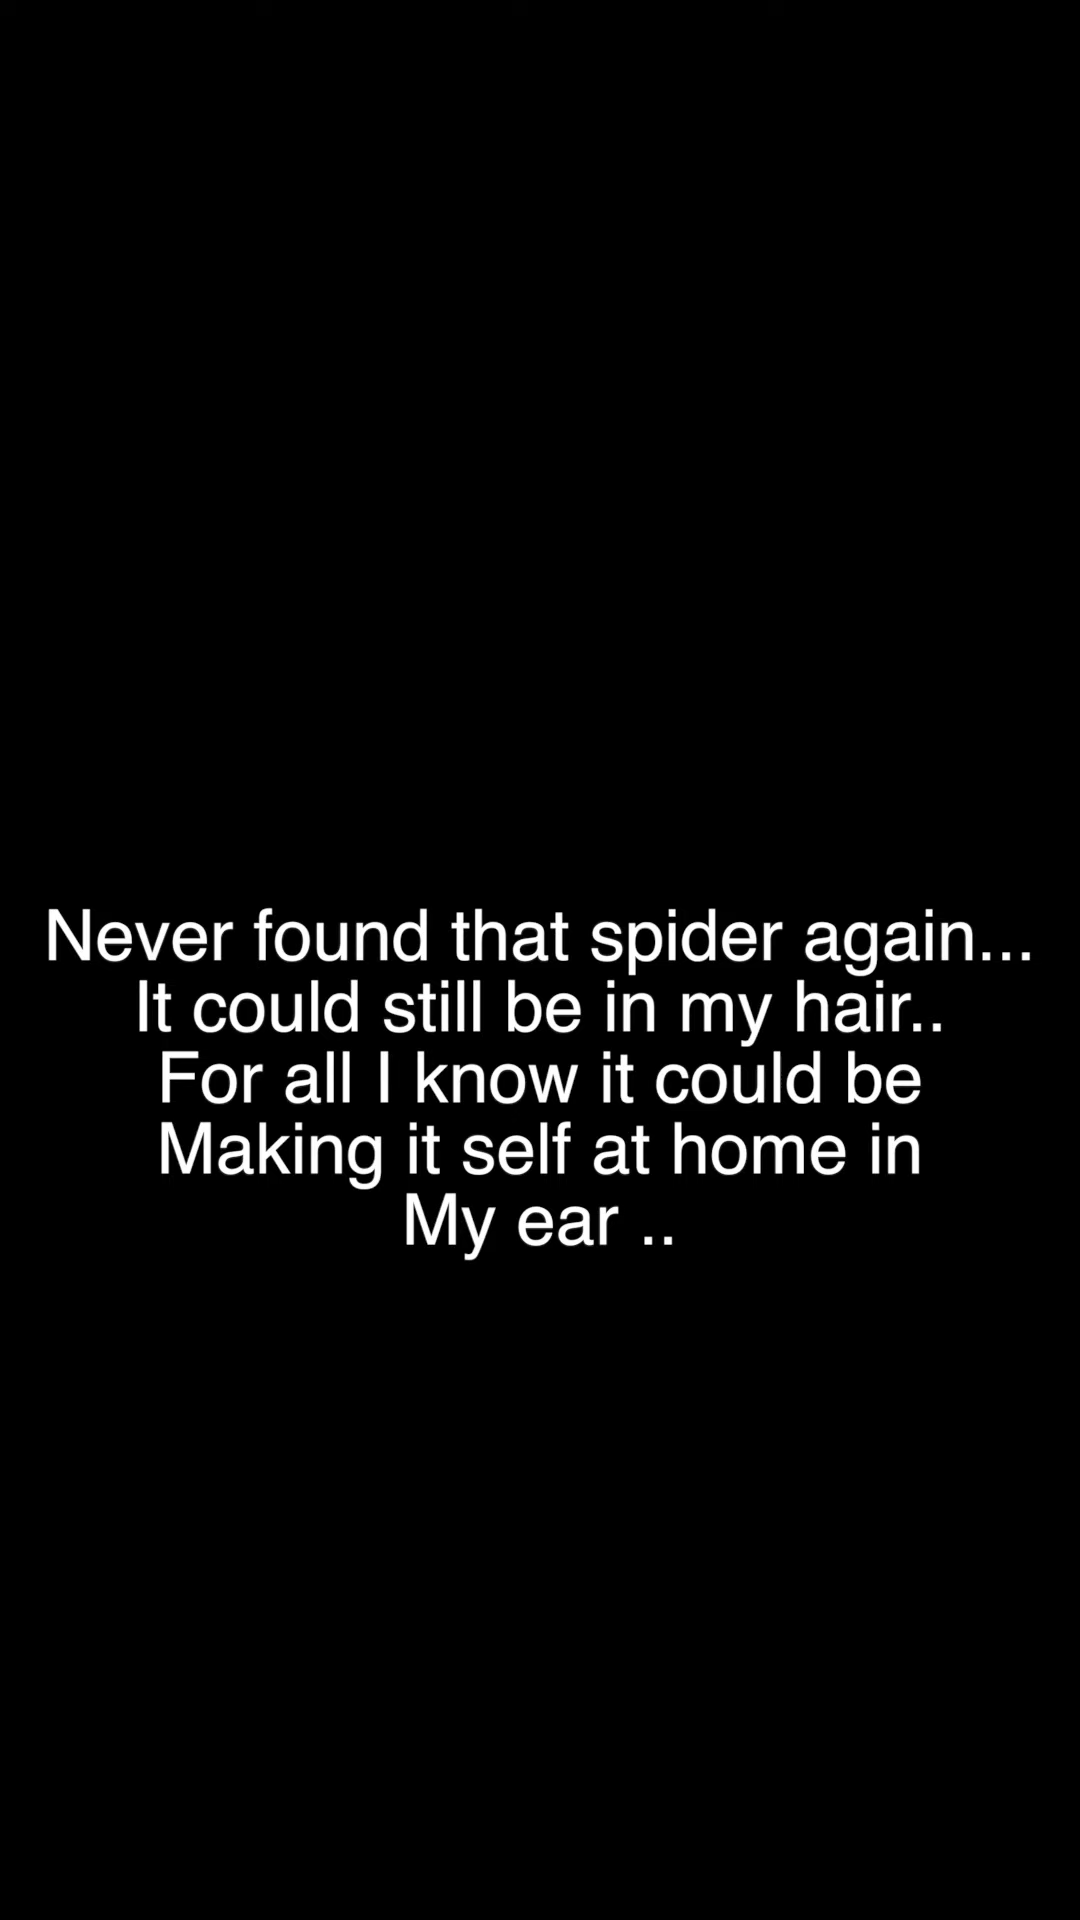 Never found that spider again...
It could still be in my hair..
For all I know it could be
Making it self at home in
My ear ..